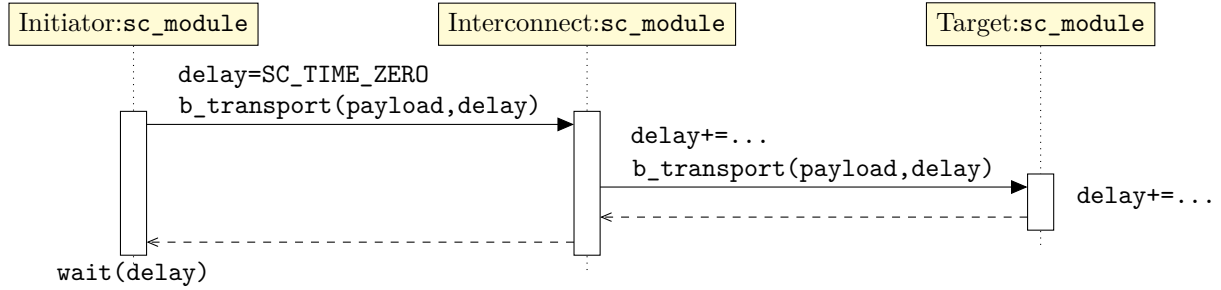 Initiator:sc_module
Interconnect:sc_module
Target:sc_module
delay=SC_TIME_ZERO
b_transport(payload,delay)
delay+=...
b_transport(payload,delay)
delay+=...
wait(delay)